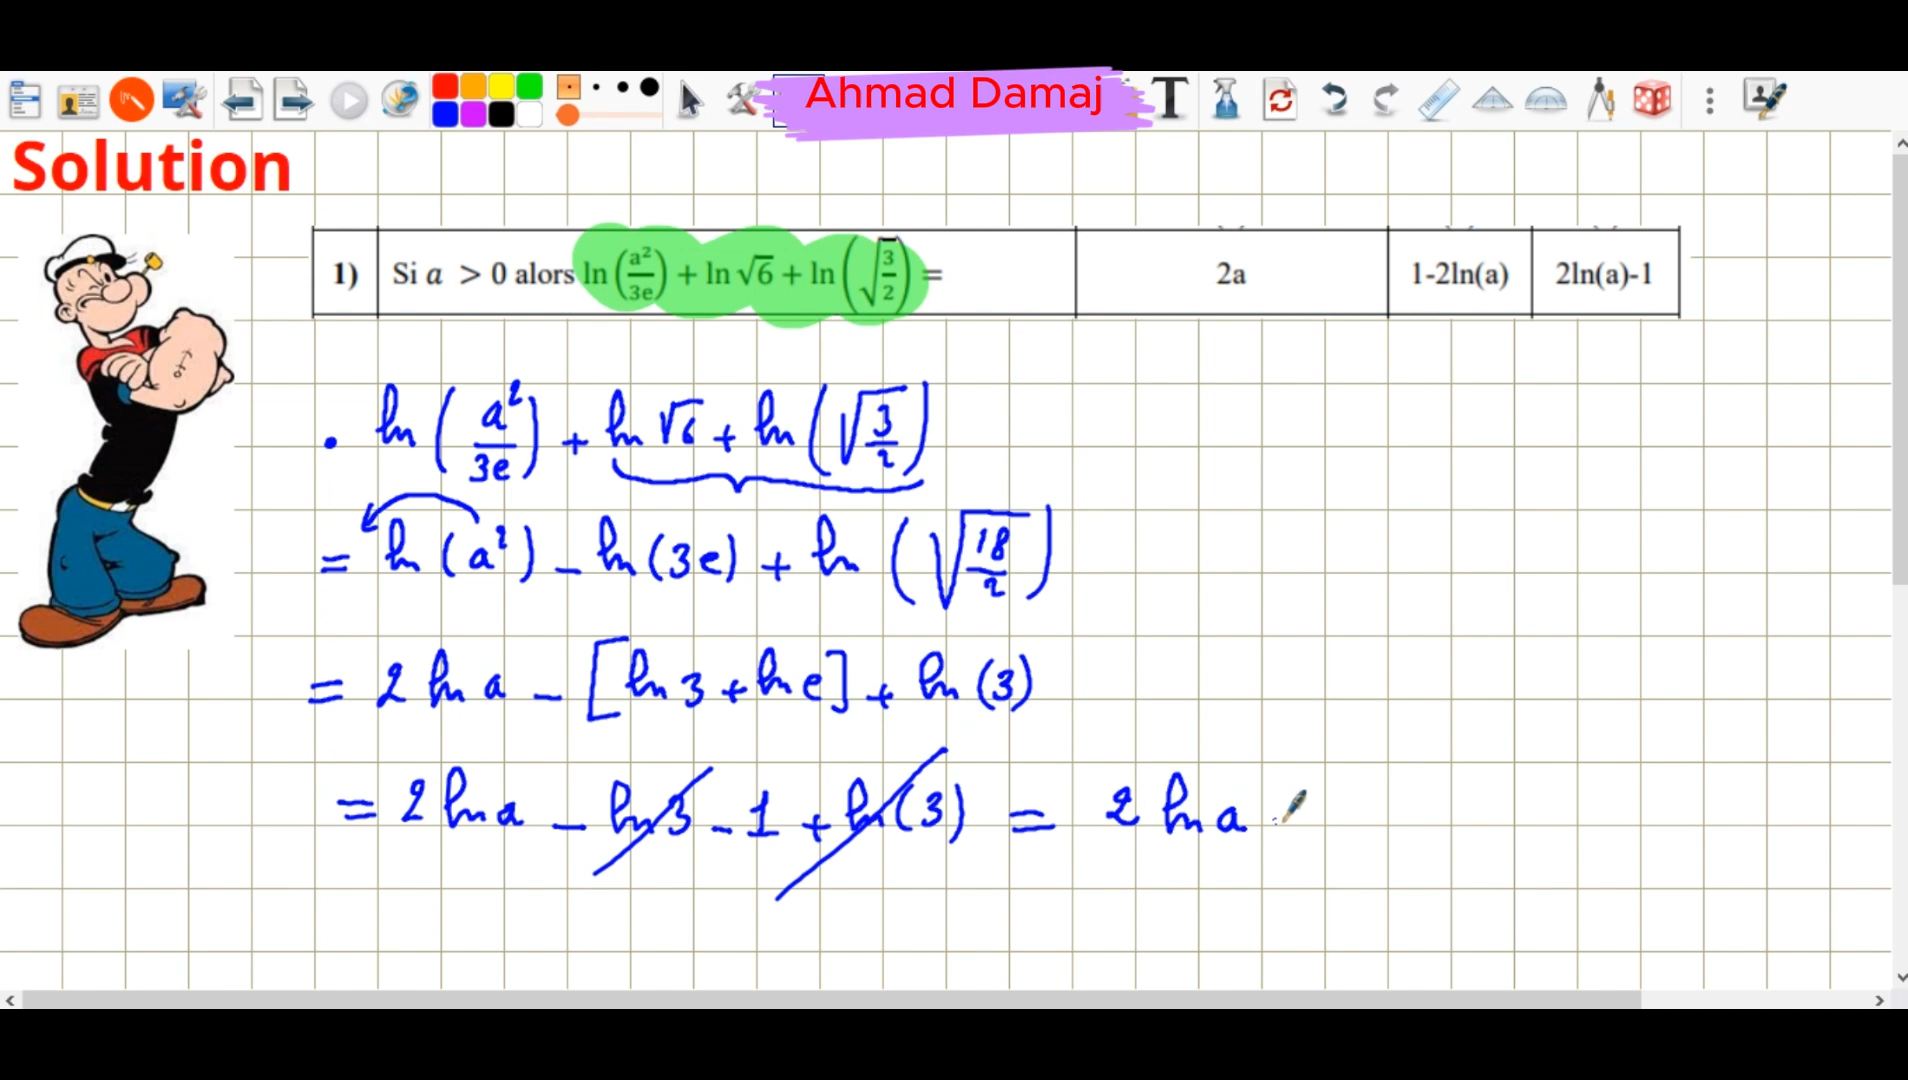 Ahmad Damaj
Solution
1) Si a > 0 alors ln (a²/3e) + ln √6 + ln (√(3/2)) = 2a 1-2ln(a) 2ln(a)-1
• ln (a²/3e) + ln √6 + ln (√(3/2))
= ln (a²) - ln (3e) + ln (√(18/2))
= 2 ln a - [ln 3 + ln e] + ln (3)
= 2 ln a - ln 3 - 1 + ln (3) = 2 ln a